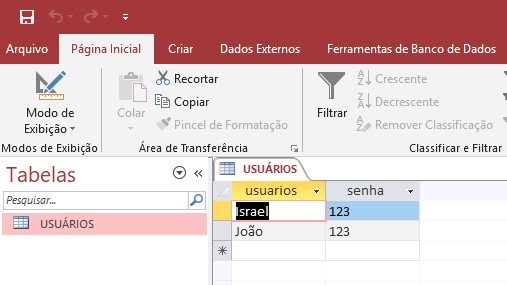 Arquivo Página Inicial Criar Dados Externos Ferramentas de Banco de Dados
Modo de Exibição
Modos de Exibição
Colar
Recortar
Copiar
Pincel de Formatação
Área de Transferência
Filtrar
Crescente
Decrescente
Remover Classificação
Classificar e Filtrar
Tabelas
Pesquisar...
USUÁRIOS
USUÁRIOS
usuarios senha
Israel 123
João 123